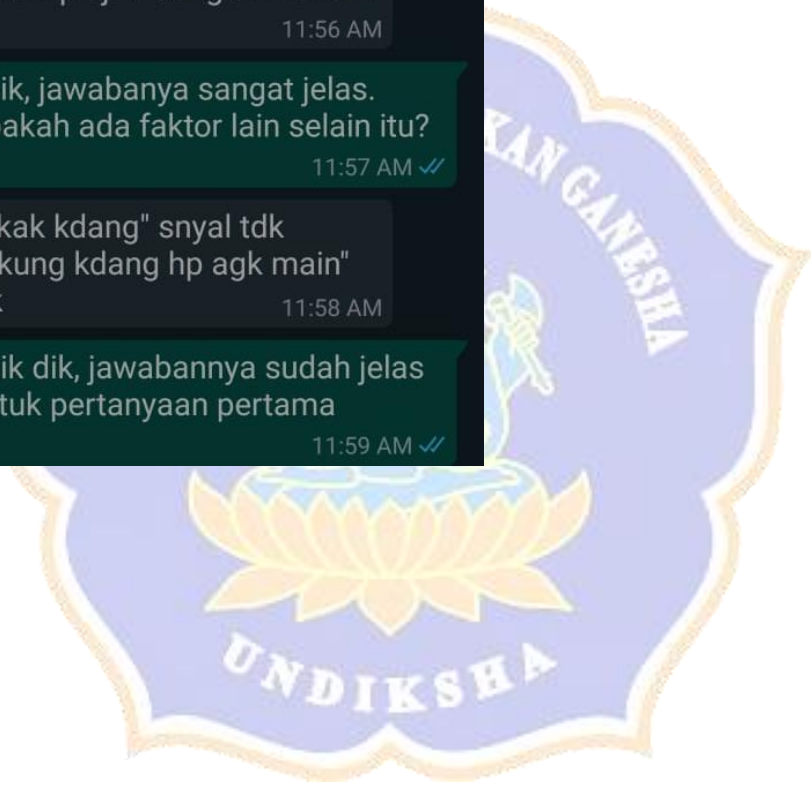 11:56 AM
ik, jawabanya sangat jelas.
akah ada faktor lain selain itu?
11:57 AM
kak kdang" snyal tdk
kung kdang hp agk main"
11:58 AM
ik dik, jawabannya sudah jelas
tuk pertanyaan pertama
11:59 AM
KAN GANESHA
UNDIKSHA